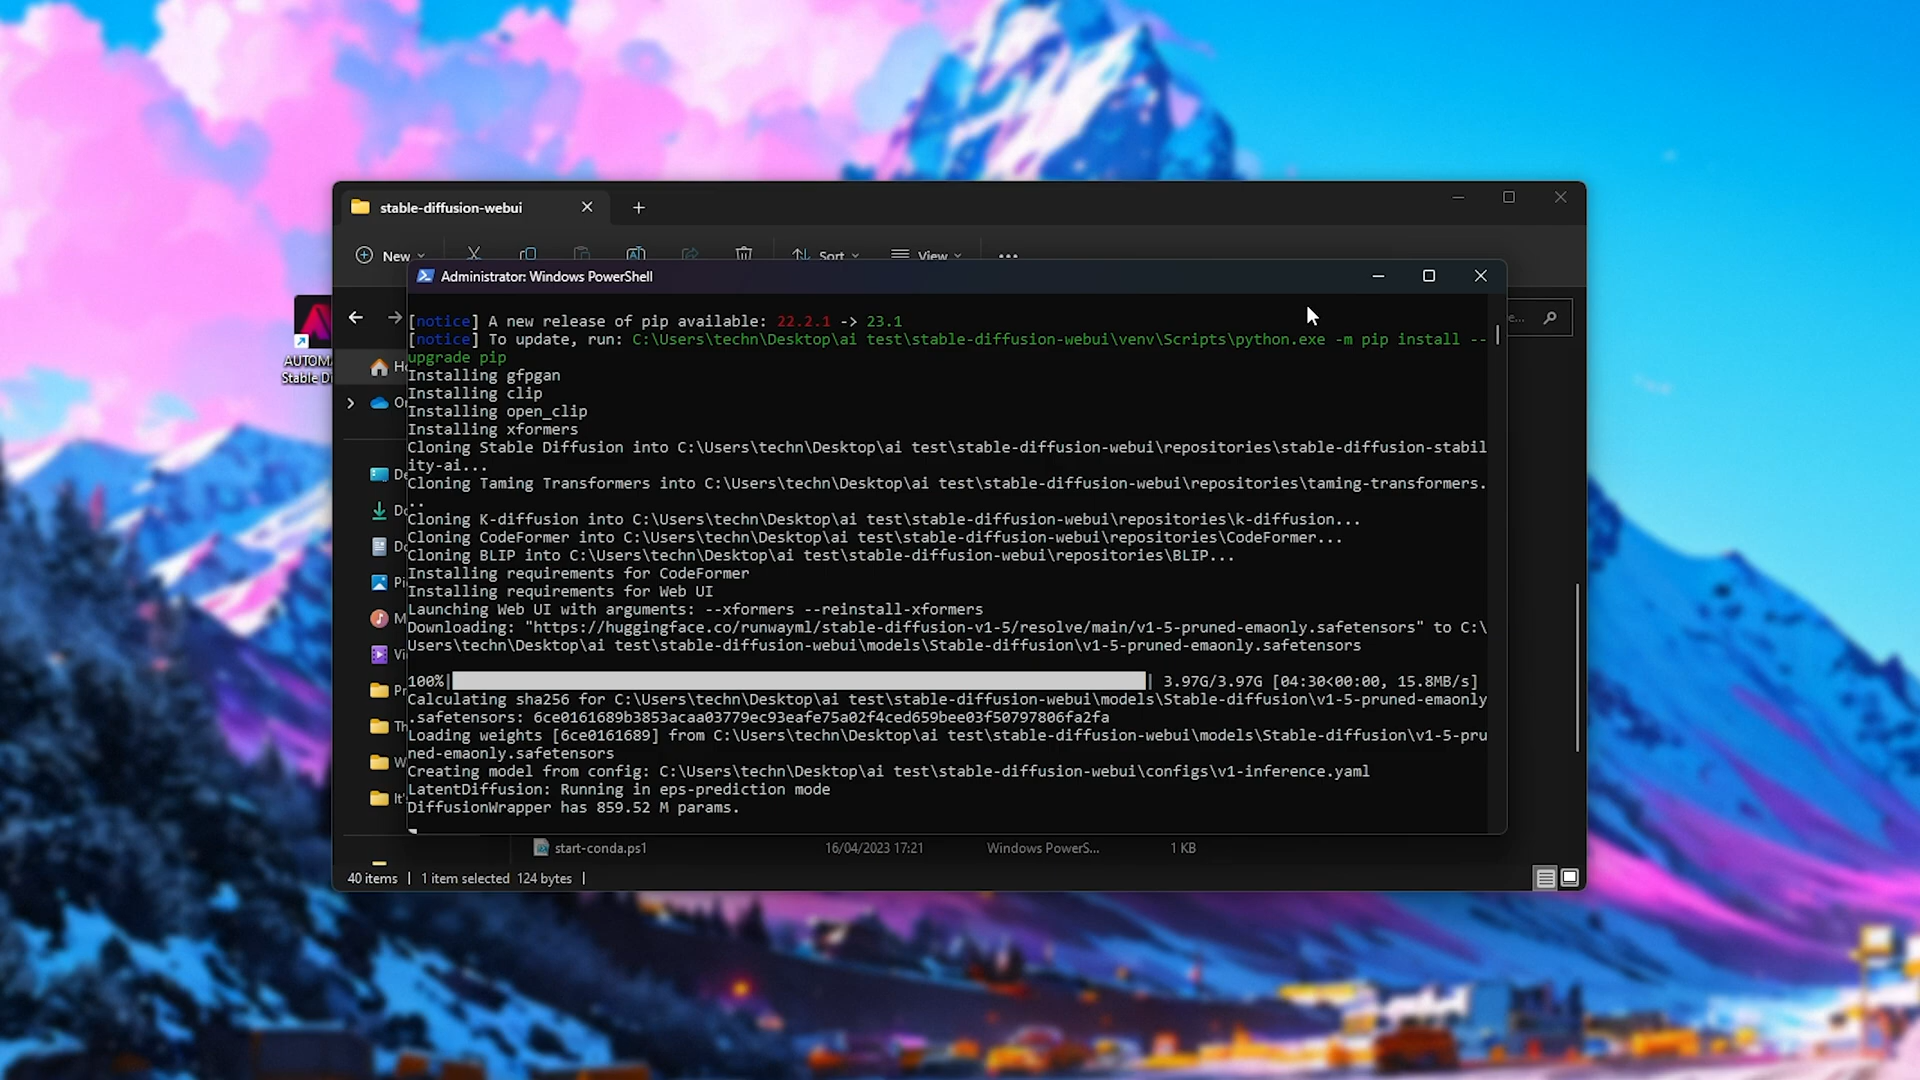 stable-diffusion-webui
New
Sort
View
Administrator: Windows PowerShell
[notice] A new release of pip available: 22.2.1 -> 23.1
[notice] To update, run: C:\Users\techn\Desktop\ai test\stable-diffusion-webui\venv\Scripts\python.exe -m pip install --
upgrade pip
Installing gfpgan
Installing clip
Installing open_clip
Installing xformers
Cloning Stable Diffusion into C:\Users\techn\Desktop\ai test\stable-diffusion-webui\repositories\stable-diffusion-stabil
ity-ai...
Cloning Taming Transformers into C:\Users\techn\Desktop\ai test\stable-diffusion-webui\repositories\taming-transformers.
..
Cloning K-diffusion into C:\Users\techn\Desktop\ai test\stable-diffusion-webui\repositories\k-diffusion...
Cloning CodeFormer into C:\Users\techn\Desktop\ai test\stable-diffusion-webui\repositories\CodeFormer...
Cloning BLIP into C:\Users\techn\Desktop\ai test\stable-diffusion-webui\repositories\BLIP...
Installing requirements for CodeFormer
Installing requirements for Web UI
Launching Web UI with arguments: --xformers --reinstall-xformers
Downloading: "https://huggingface.co/runwayml/stable-diffusion-v1-5/resolve/main/v1-5-pruned-emaonly.safetensors" to C:\
Users\techn\Desktop\ai test\stable-diffusion-webui\models\Stable-diffusion\v1-5-pruned-emaonly.safetensors
100%| | 3.97G/3.97G [04:30<00:00, 15.8MB/s]
Calculating sha256 for C:\Users\techn\Desktop\ai test\stable-diffusion-webui\models\Stable-diffusion\v1-5-pruned-emaonly
.safetensors: 6ce0161689b3853acaa03779ec93eafe75a02f4ced659bee03f50797806fa2fa
Loading weights [6ce0161689] from C:\Users\techn\Desktop\ai test\stable-diffusion-webui\models\Stable-diffusion\v1-5-pru
ned-emaonly.safetensors
Creating model from config: C:\Users\techn\Desktop\ai test\stable-diffusion-webui\configs\v1-inference.yaml
LatentDiffusion: Running in eps-prediction mode
DiffusionWrapper has 859.52 M params.
AUTOMA
Stable Di
start-conda.ps1 16/04/2023 17:21 Windows PowerS... 1 KB
40 items | 1 item selected 124 bytes |